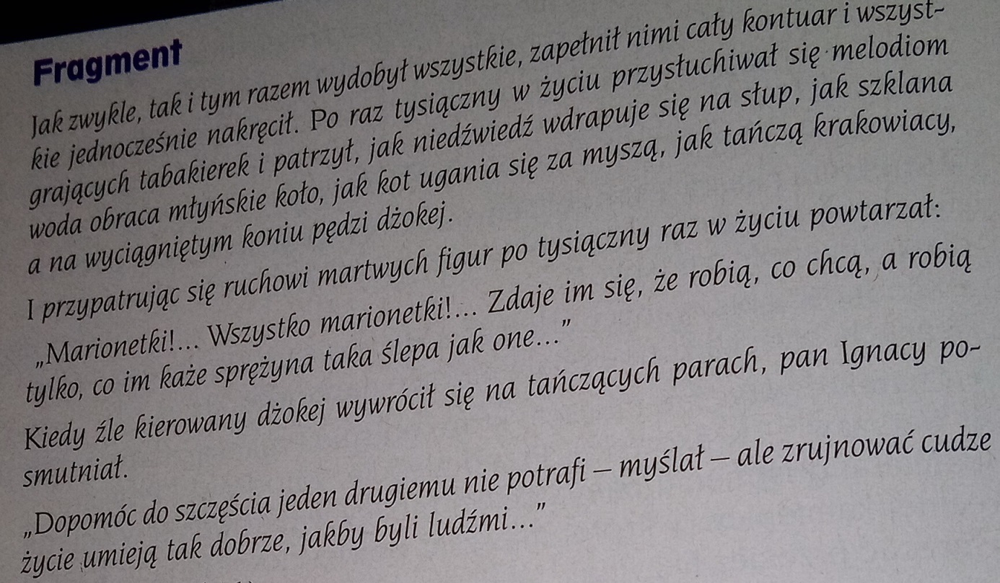 Fragment
Jak zwykle, tak i tym razem wydobył wszystkie, zapełnił nimi cały kontuar i wszyst-
kie jednocześnie nakręcił. Po raz tysiączny w życiu przysłuchiwał się melodiom
grających tabakierek i patrzył, jak niedźwiedź wdrapuje się na słup, jak szklana
woda obraca młyńskie koło, jak kot ugania się za myszą, jak tańczą krakowiacy,
a na wyciągniętym koniu pędzi dżokej.
I przypatrując się ruchowi martwych figur po tysiączny raz w życiu powtarzał:
„Marionetki!... Wszystko marionetki!... Zdaje im się, że robią, co chcą, a robią
tylko, co im każe sprężyna taka ślepa jak one...”
Kiedy źle kierowany dżokej wywrócił się na tańczących parach, pan Ignacy po-
smutniał.
„Dopomóc do szczęścia jeden drugiemu nie potrafi – myślał – ale zrujnować cudze
życie umieją tak dobrze, jakby byli ludźmi...”